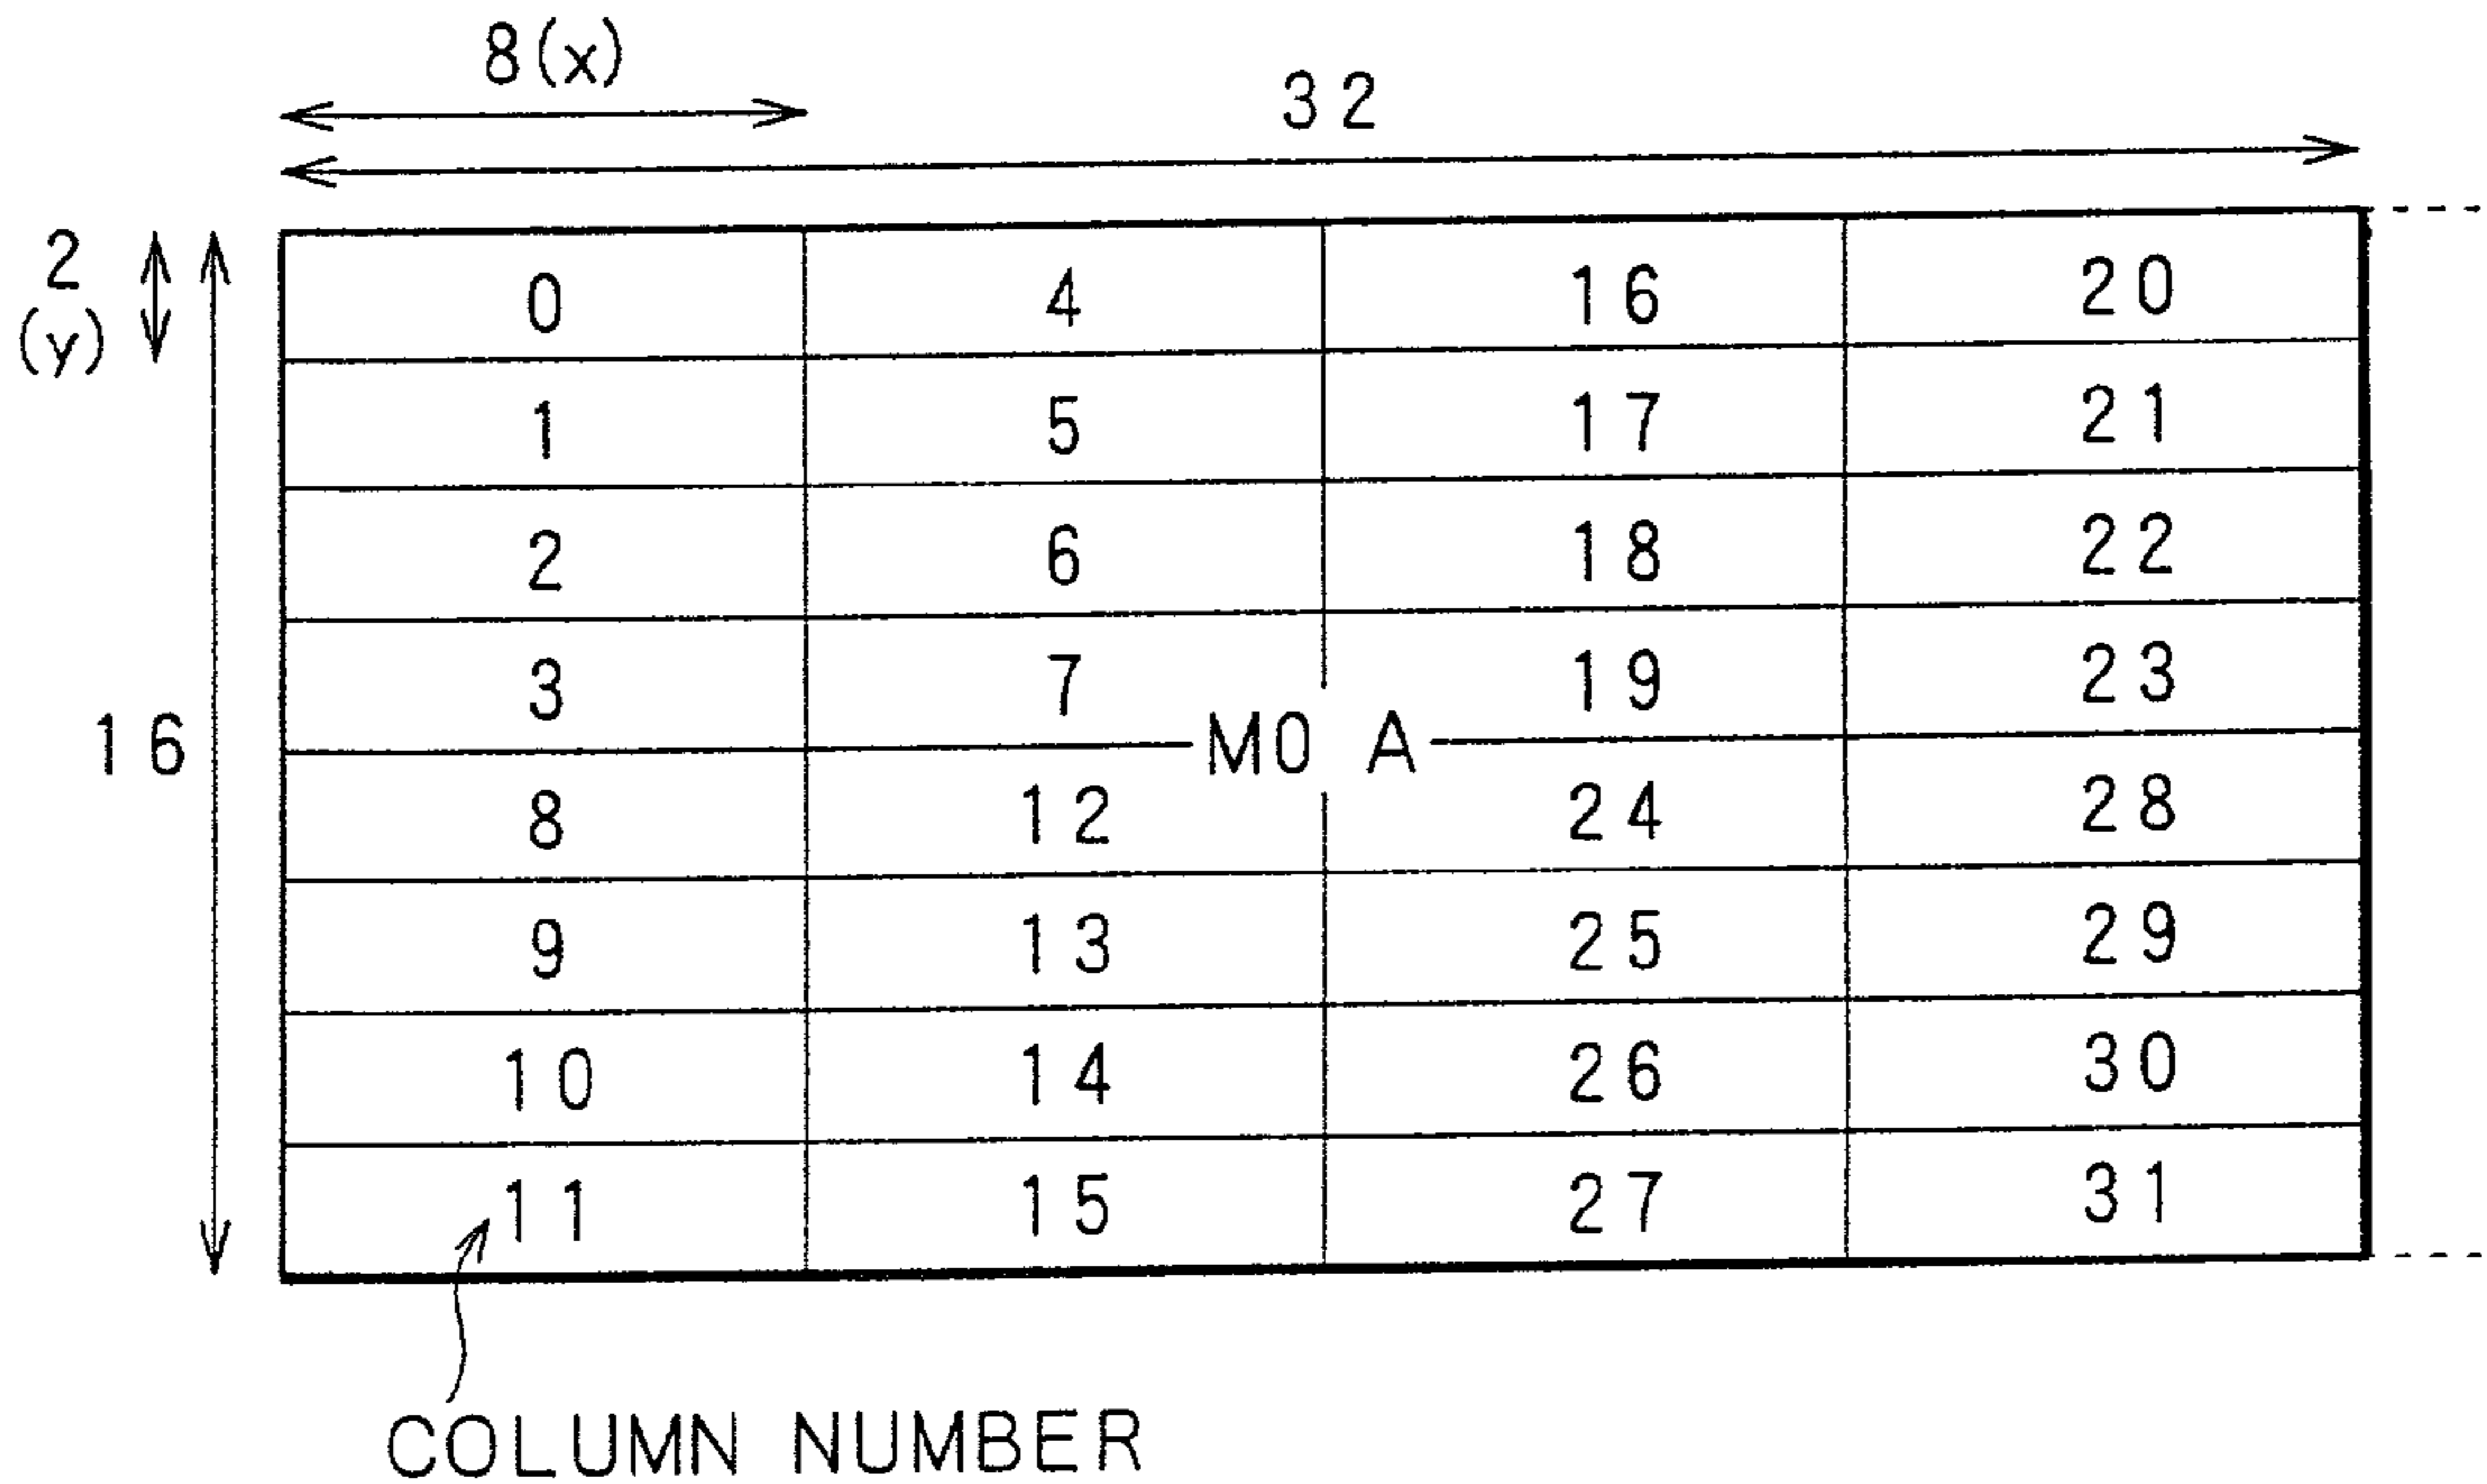 8(x)
32
2
(y)
16
0 4 16 20
1 5 17 21
2 6 18 22
3 7 19 23
M0 A
8 12 24 28
9 13 25 29
10 14 26 30
11 15 27 31
COLUMN NUMBER